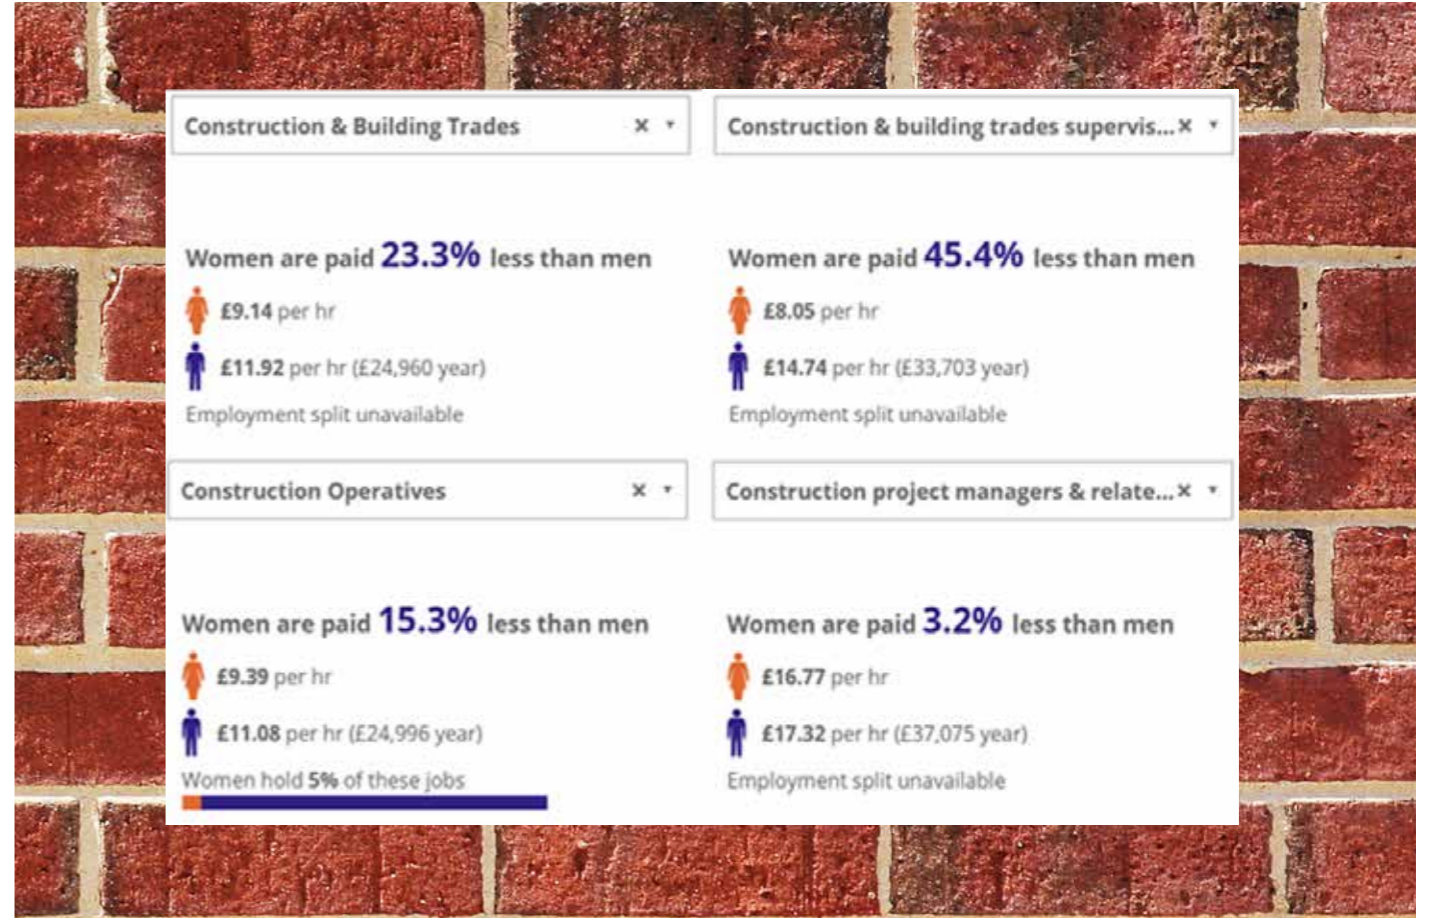 Construction & Building Trades
Construction & building trades supervis...
Women are paid 23.3% less than men
£9.14 per hr
£11.92 per hr (£24,960 year)
Employment split unavailable
Women are paid 45.4% less than men
£8.05 per hr
£14.74 per hr (£33,703 year)
Employment split unavailable
Construction Operatives
Construction project managers & relate...
Women are paid 15.3% less than men
£9.39 per hr
£11.08 per hr (£24,996 year)
Women hold 5% of these jobs
Women are paid 3.2% less than men
£16.77 per hr
£17.32 per hr (£37,075 year)
Employment split unavailable